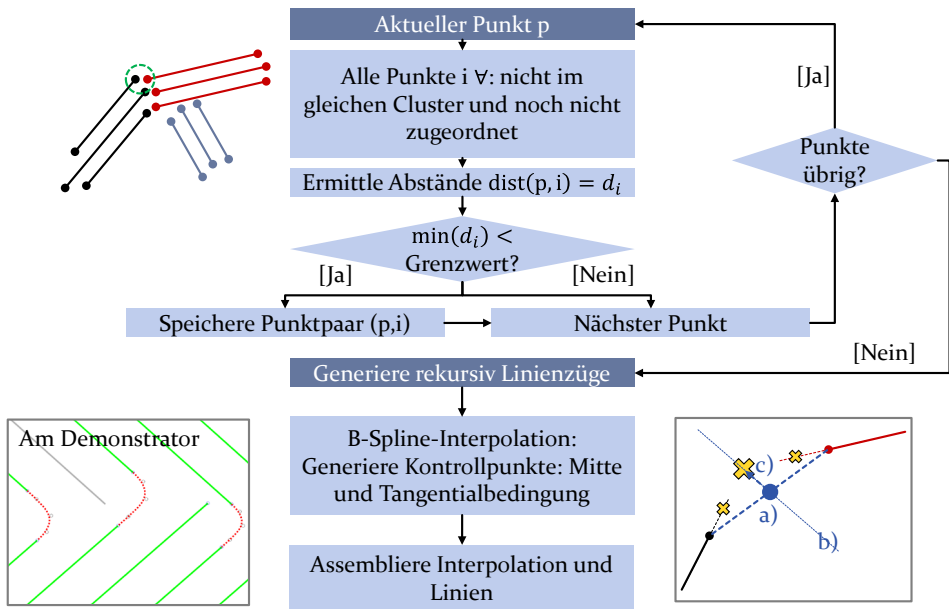 Aktueller Punkt p
Alle Punkte i ∀: nicht im
gleichen Cluster und noch nicht
zugeordnet
[Ja]
Punkte
übrig?
Ermittle Abstände dist(p, i) = dᵢ
min(dᵢ) <
Grenzwert?
[Ja]
[Nein]
Speichere Punktpaar (p,i)
Nächster Punkt
[Nein]
Generiere rekursiv Linienzüge
Am Demonstrator
B-Spline-Interpolation:
Generiere Kontrollpunkte: Mitte
und Tangentialbedingung
c)
a)
b)
Assembliere Interpolation und
Linien